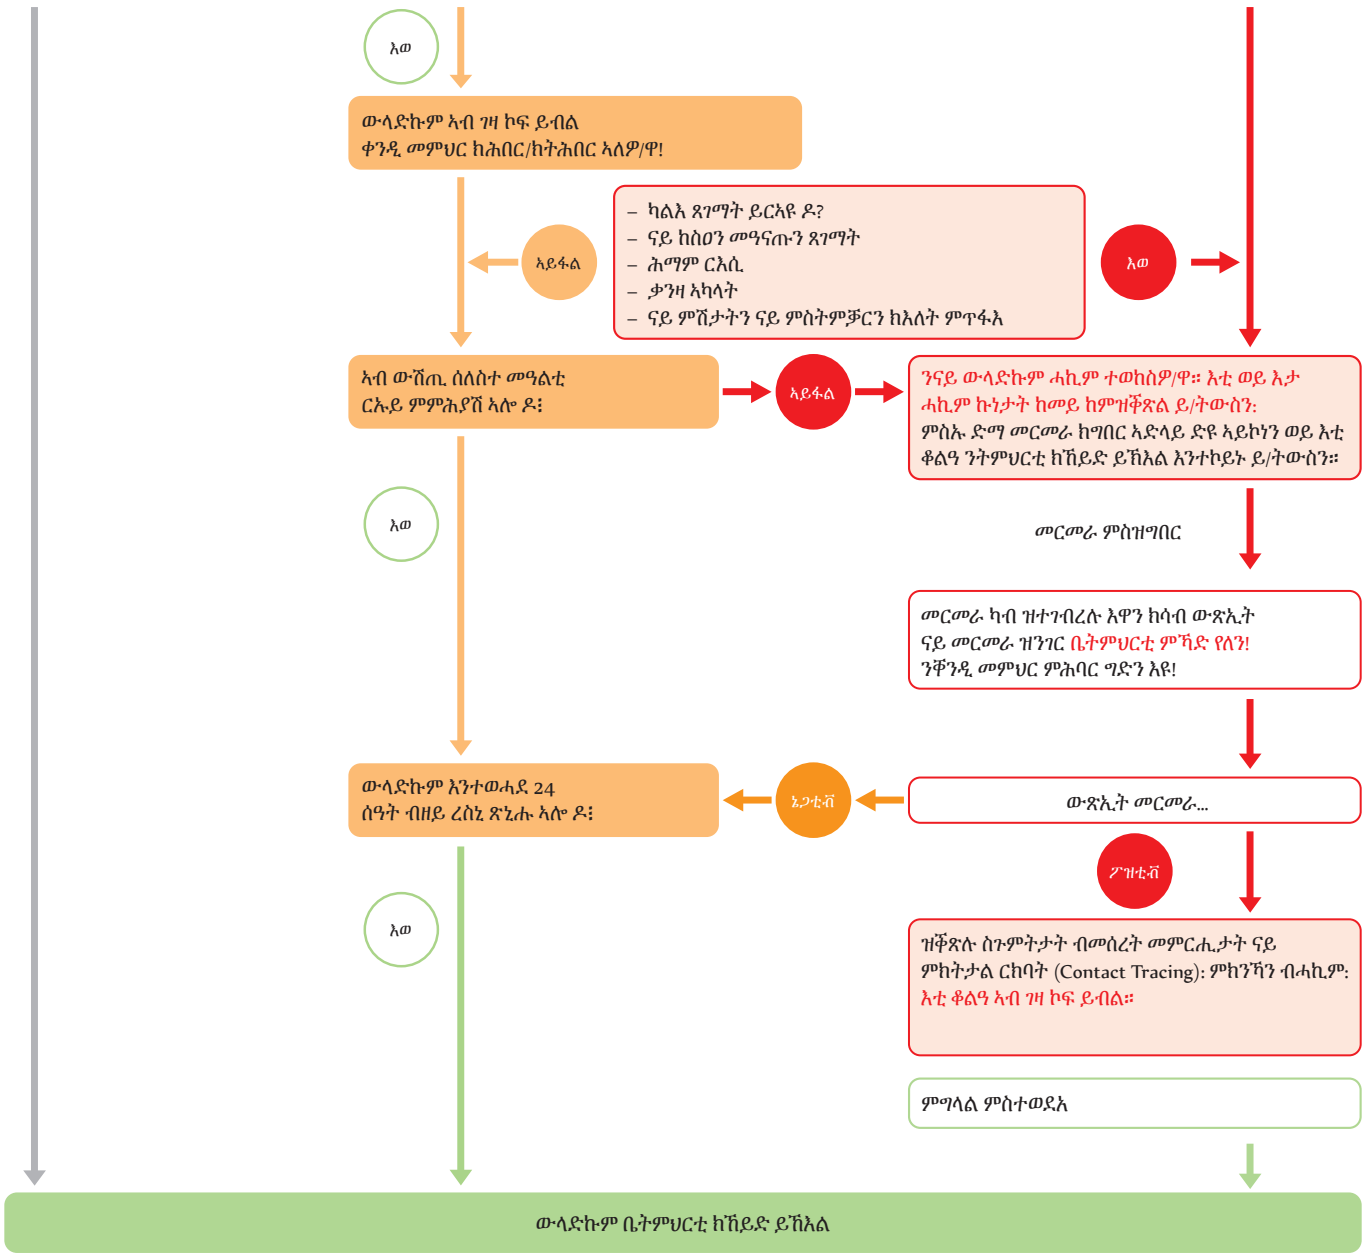 እወ
ውላድኩም ኣብ ገዛ ኮፍ ይብል
ቀንዲ መምህር ክሕበር/ክትሕበር ኣለዎ/ዋ!
– ካልእ ጸገማት ይርኣዩ ዶ?
– ናይ ከስዐን መዓናጡን ጸገማት
– ሕማም ርእሲ
– ቃንዛ ኣካላት
– ናይ ምሽታትን ናይ ምስትምቓርን ክእለት ምጥፋእ
ኣይፋል
እወ
ኣብ ውሽጢ ሰለስተ መዓልቲ
ርኡይ ምምሕያሽ ኣሎ ዶ፧
ኣይፋል
ንናይ ውላድኩም ሓኪም ተወከስዎ/ዋ። እቲ ወይ እታ
ሓኪም ኩነታት ከመይ ከምዝቕጽል ይ/ትውስን:
ምስኡ ድማ መርመራ ክግበር ኣድላይ ድዩ ኣይኮነን ወይ እቲ
ቆልዓ ንትምህርቲ ክኸይድ ይኽእል እንተኮይኑ ይ/ትውስን።
እወ
መርመራ ምስዝግበር
መርመራ ካብ ዝተገብረሉ እዋን ክሳብ ውጽኢት
ናይ መርመራ ዝንገር ቤትምህርቲ ምኻድ የለን!
ንቐንዲ መምህር ምሕባር ግድን እዩ!
ውላድኩም እንተወሓደ 24
ሰዓት ብዘይ ረስኒ ጽኒሑ ኣሎ ዶ፧
ኔጋቲቭ
ውጽኢት መርመራ...
ፖዝቲቭ
እወ
ዝቕጽሉ ስጉምትታት ብመሰረት መምርሒታት ናይ
ምክትታል ርክባት (Contact Tracing): ምክንኻን ብሓኪም:
እቲ ቆልዓ ኣብ ገዛ ኮፍ ይብል።
ምግላል ምስተወደአ
ውላድኩም ቤትምህርቲ ክኸይድ ይኸእል